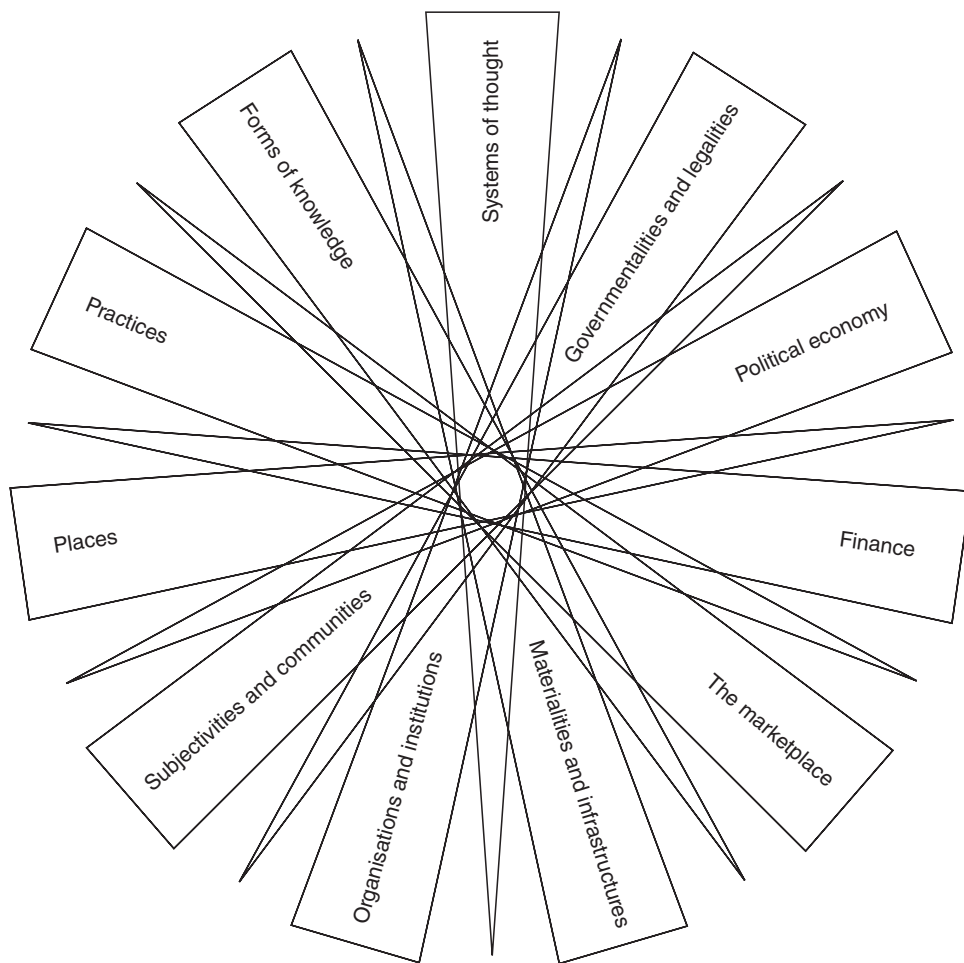 Systems of thought
Governmentalities and legalities
Political economy
Finance
The marketplace
Materialities and infrastructures
Organisations and institutions
Subjectivities and communities
Places
Practices
Forms of knowledge